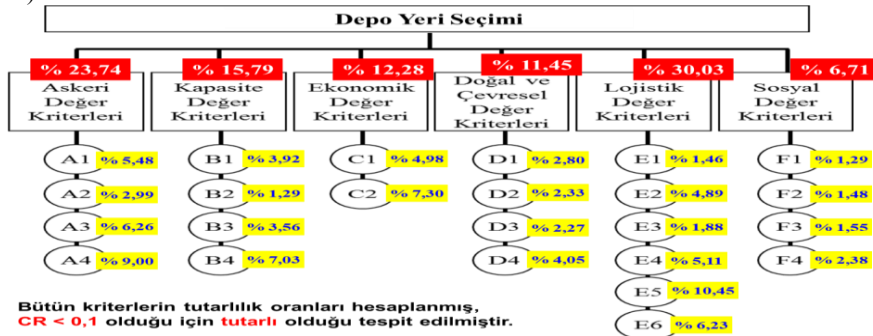 Depo Yeri Seçimi
% 23,74 % 15,79 % 12,28 % 11,45 % 30,03 % 6,71
Askeri Değer Kriterleri
Kapasite Değer Kriterleri
Ekonomik Değer Kriterleri
Doğal ve Çevresel Değer Kriterleri
Lojistik Değer Kriterleri
Sosyal Değer Kriterleri
A1 % 5,48 B1 % 3,92 C1 % 4,98 D1 % 2,80 E1 % 1,46 F1 % 1,29
A2 % 2,99 B2 % 1,29 C2 % 7,30 D2 % 2,33 E2 % 4,89 F2 % 1,48
A3 % 6,26 B3 % 3,56 D3 % 2,27 E3 % 1,88 F3 % 1,55
A4 % 9,00 B4 % 7,03 D4 % 4,05 E4 % 5,11 F4 % 2,38
E5 % 10,45
E6 % 6,23
Bütün kriterlerin tutarlılık oranları hesaplanmış,
CR < 0,1 olduğu için tutarlı olduğu tespit edilmiştir.